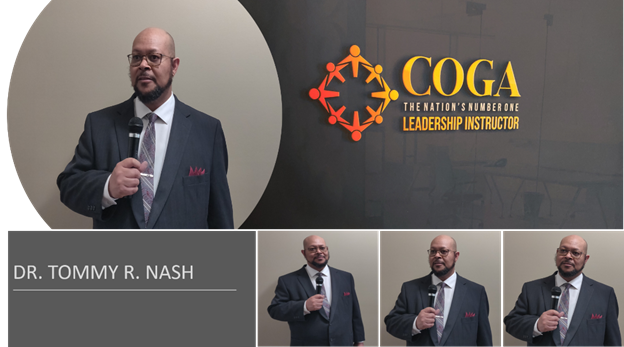 COGA
THE NATION'S NUMBER ONE
LEADERSHIP INSTRUCTOR
DR. TOMMY R. NASH